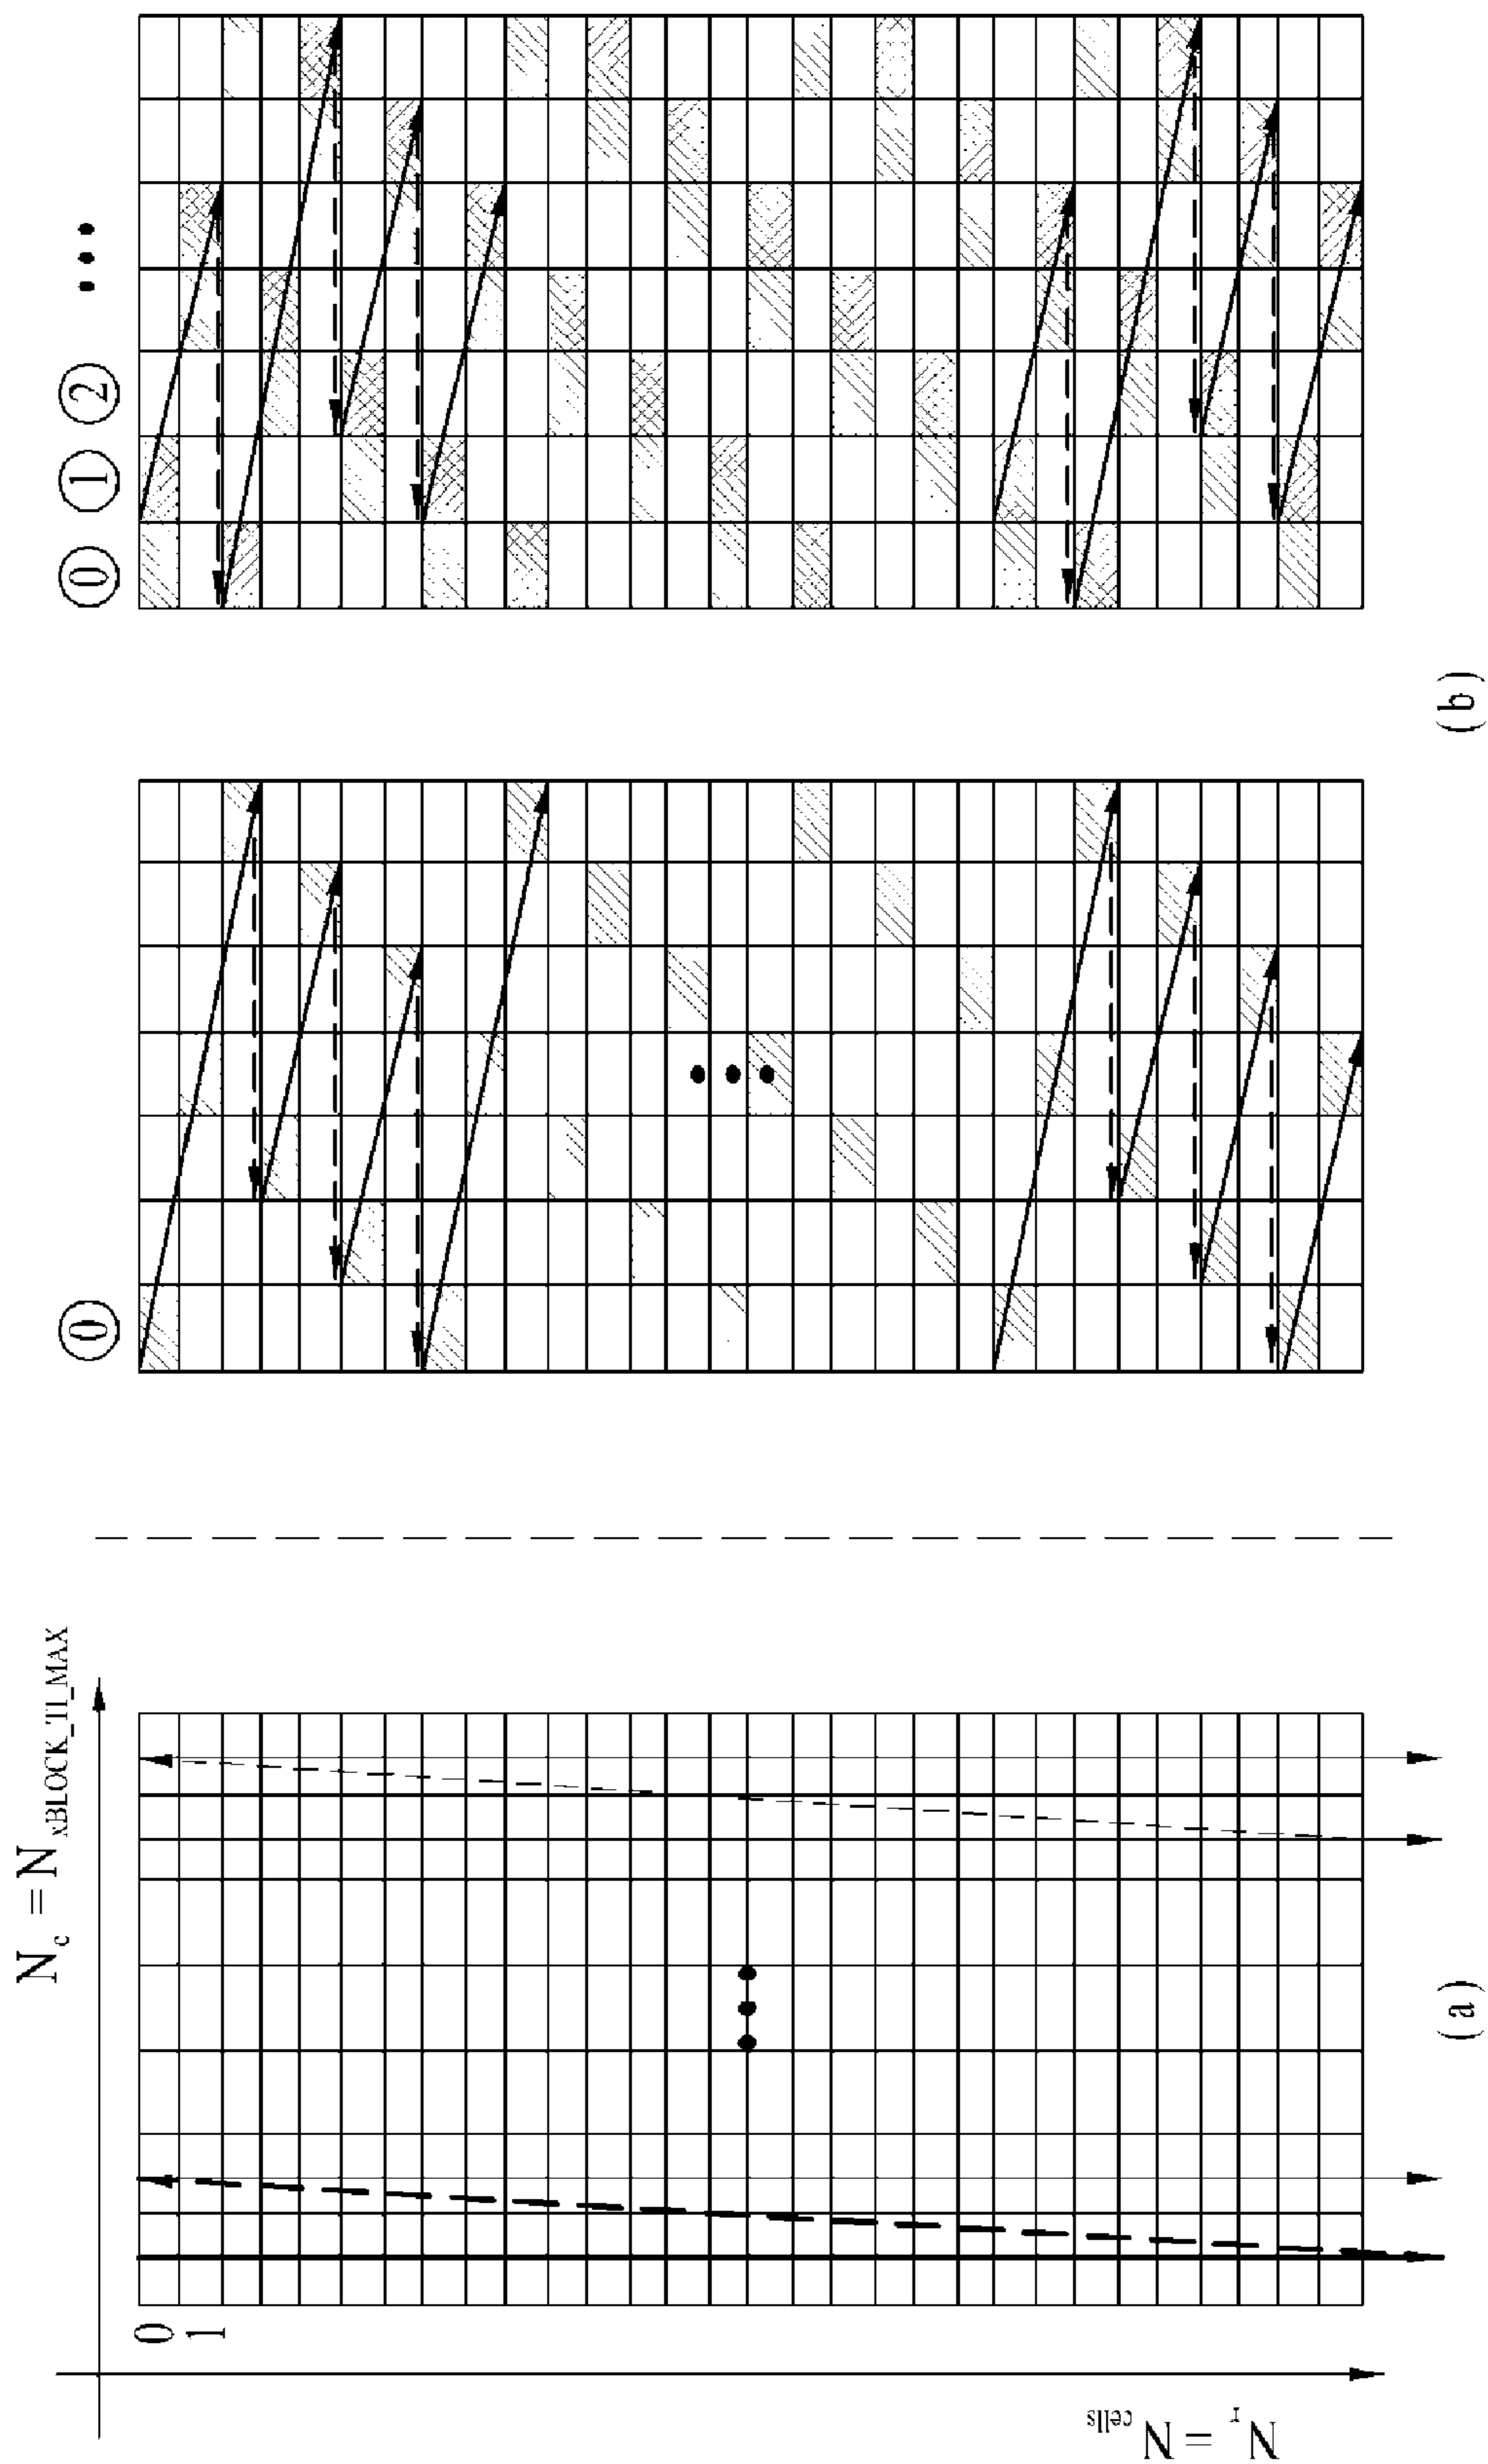 N_c = N_xBLOCK_TI_MAX
0
1
N_r = N_cells
(a)
⓪
⓪ ① ② •••
(b)